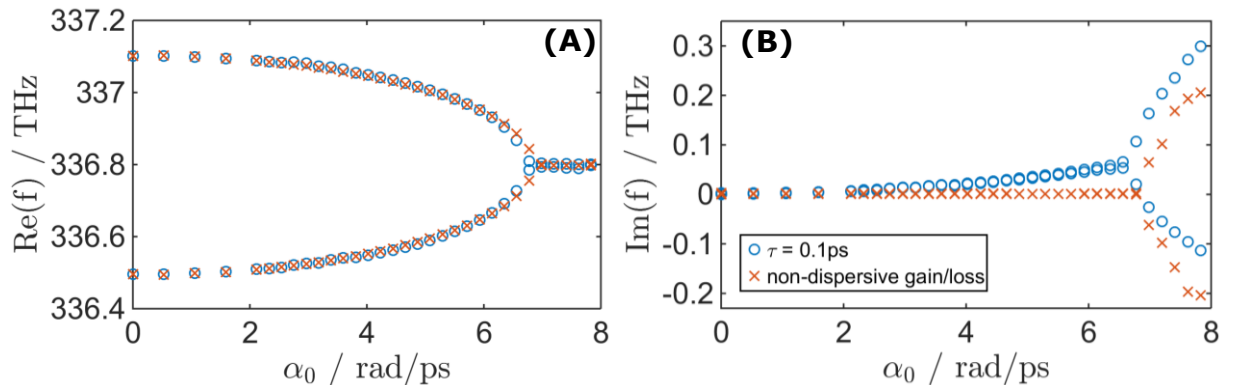 337.2
337
336.8
336.6
336.4
Re(f) / THz
0
2
4
6
8
α₀ / rad/ps
(A)
0.3
0.2
0.1
0
-0.1
-0.2
Im(f) / THz
0
2
4
6
8
α₀ / rad/ps
(B)
τ = 0.1ps
non-dispersive gain/loss